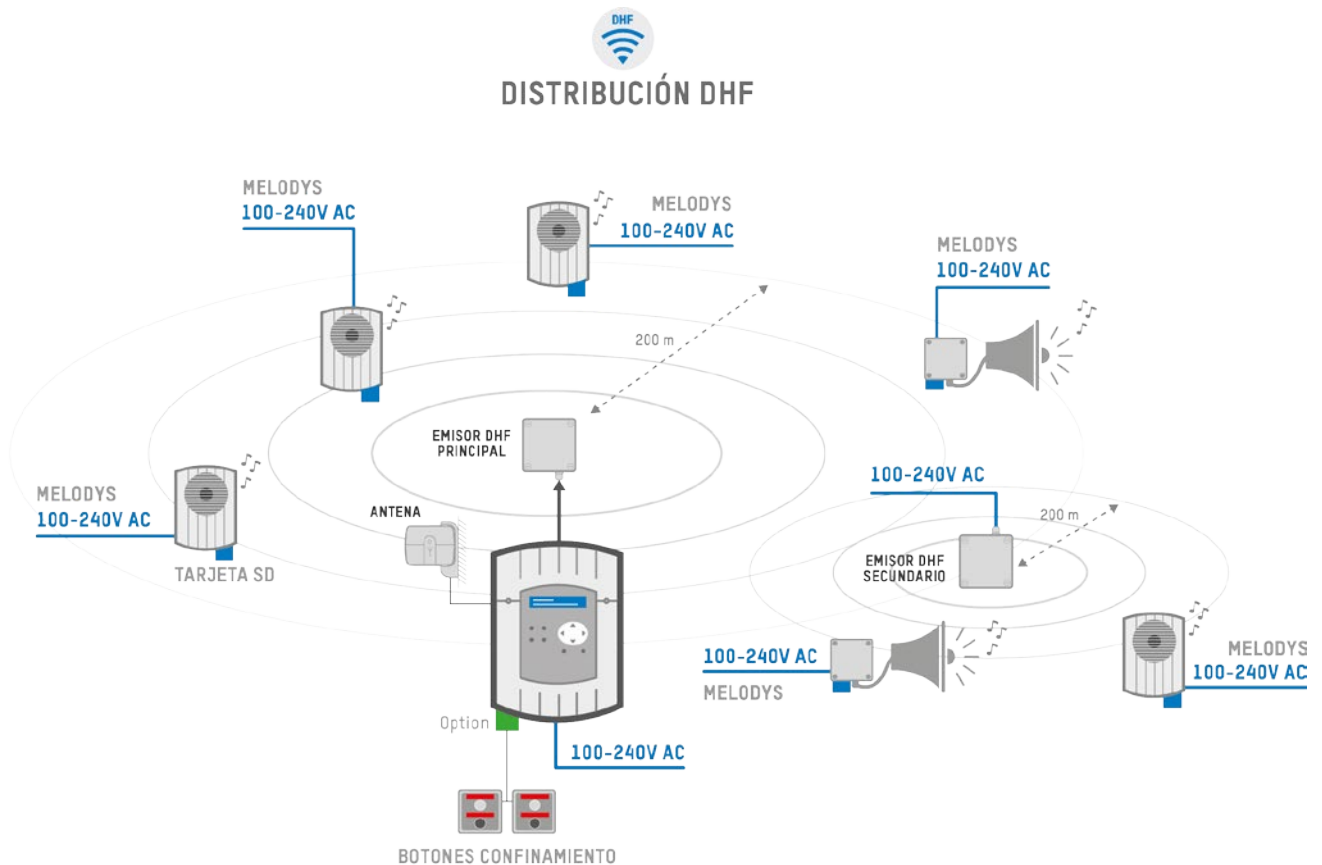 DHF
DISTRIBUCIÓN DHF
MELODYS
100-240V AC
MELODYS
100-240V AC
MELODYS
100-240V AC
200 m
EMISOR DHF
PRINCIPAL
MELODYS
100-240V AC
TARJETA SD
ANTENA
100-240V AC
200 m
EMISOR DHF
SECUNDARIO
100-240V AC
MELODYS
MELODYS
100-240V AC
Option
100-240V AC
BOTONES CONFINAMIENTO